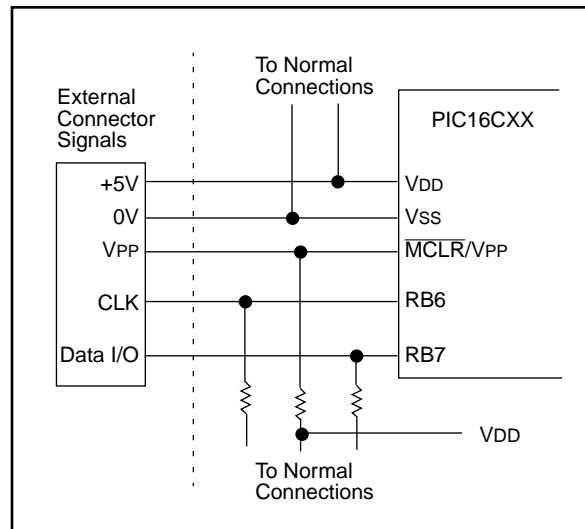 To Normal
Connections
External
Connector
Signals
PIC16CXX
+5V
VDD
0V
VSS
VPP
MCLR/VPP
CLK
RB6
Data I/O
RB7
VDD
To Normal
Connections